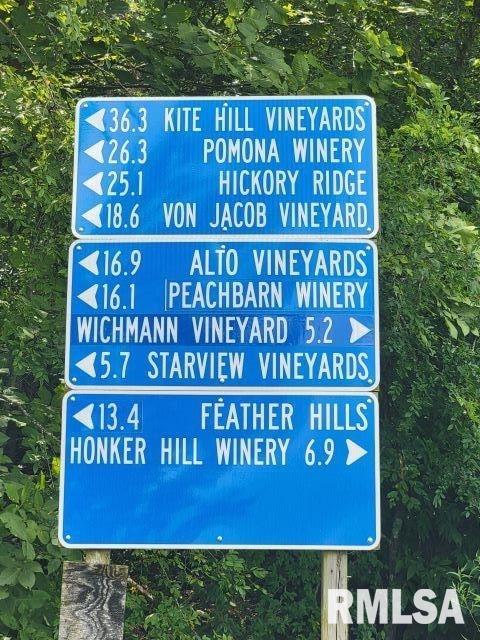 ◄ 36.3 KITE HILL VINEYARDS
◄ 26.3 POMONA WINERY
◄ 25.1 HICKORY RIDGE
◄ 18.6 VON JACOB VINEYARD
◄ 16.9 ALTO VINEYARDS
◄ 16.1 PEACHBARN WINERY
WICHMANN VINEYARD 5.2 ►
◄ 5.7 STARVIEW VINEYARDS
◄ 13.4 FEATHER HILLS
HONKER HILL WINERY 6.9 ►
RMLSA